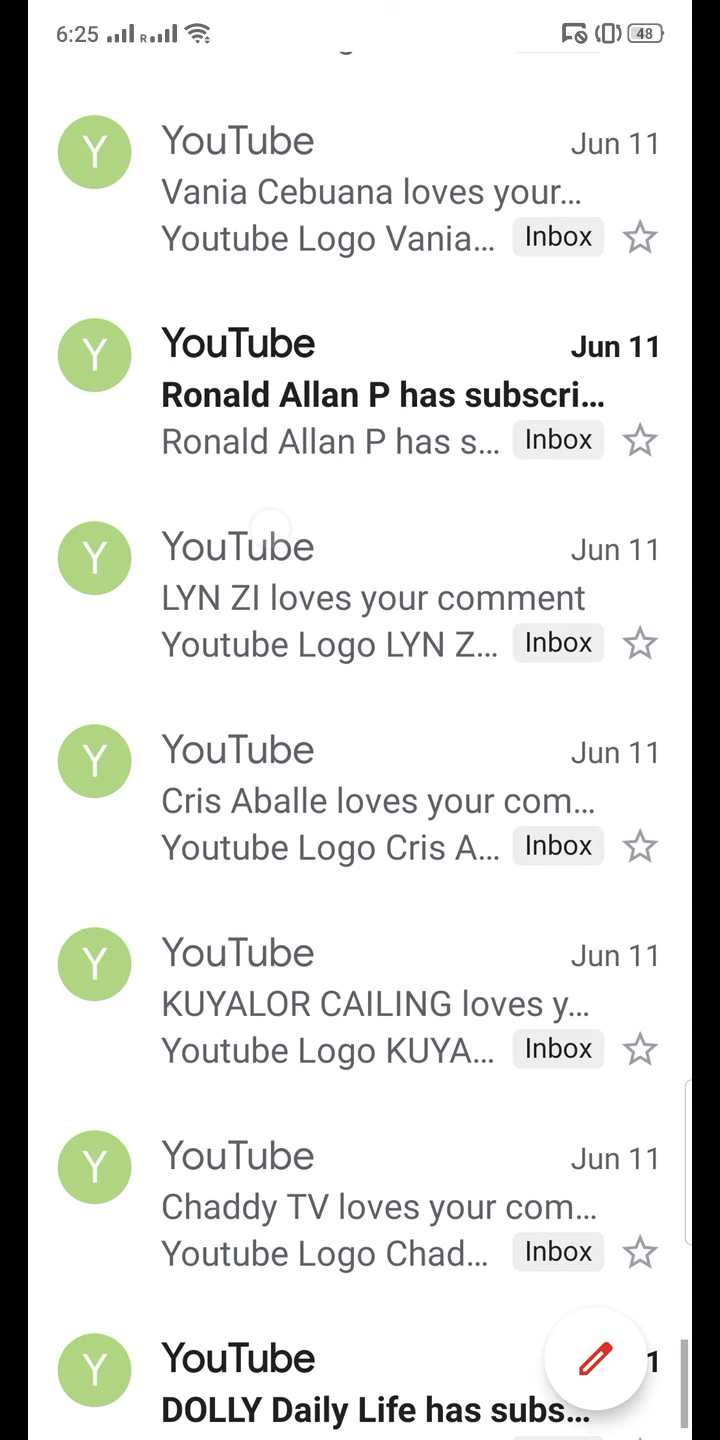 6:25 R 48
Y YouTube Jun 11
Vania Cebuana loves your...
Youtube Logo Vania... Inbox
Y YouTube Jun 11
Ronald Allan P has subscri...
Ronald Allan P has s... Inbox
Y YouTube Jun 11
LYN ZI loves your comment
Youtube Logo LYN Z... Inbox
Y YouTube Jun 11
Cris Aballe loves your com...
Youtube Logo Cris A... Inbox
Y YouTube Jun 11
KUYALOR CAILING loves y...
Youtube Logo KUYA... Inbox
Y YouTube Jun 11
Chaddy TV loves your com...
Youtube Logo Chad... Inbox
Y YouTube 1
DOLLY Daily Life has subs...